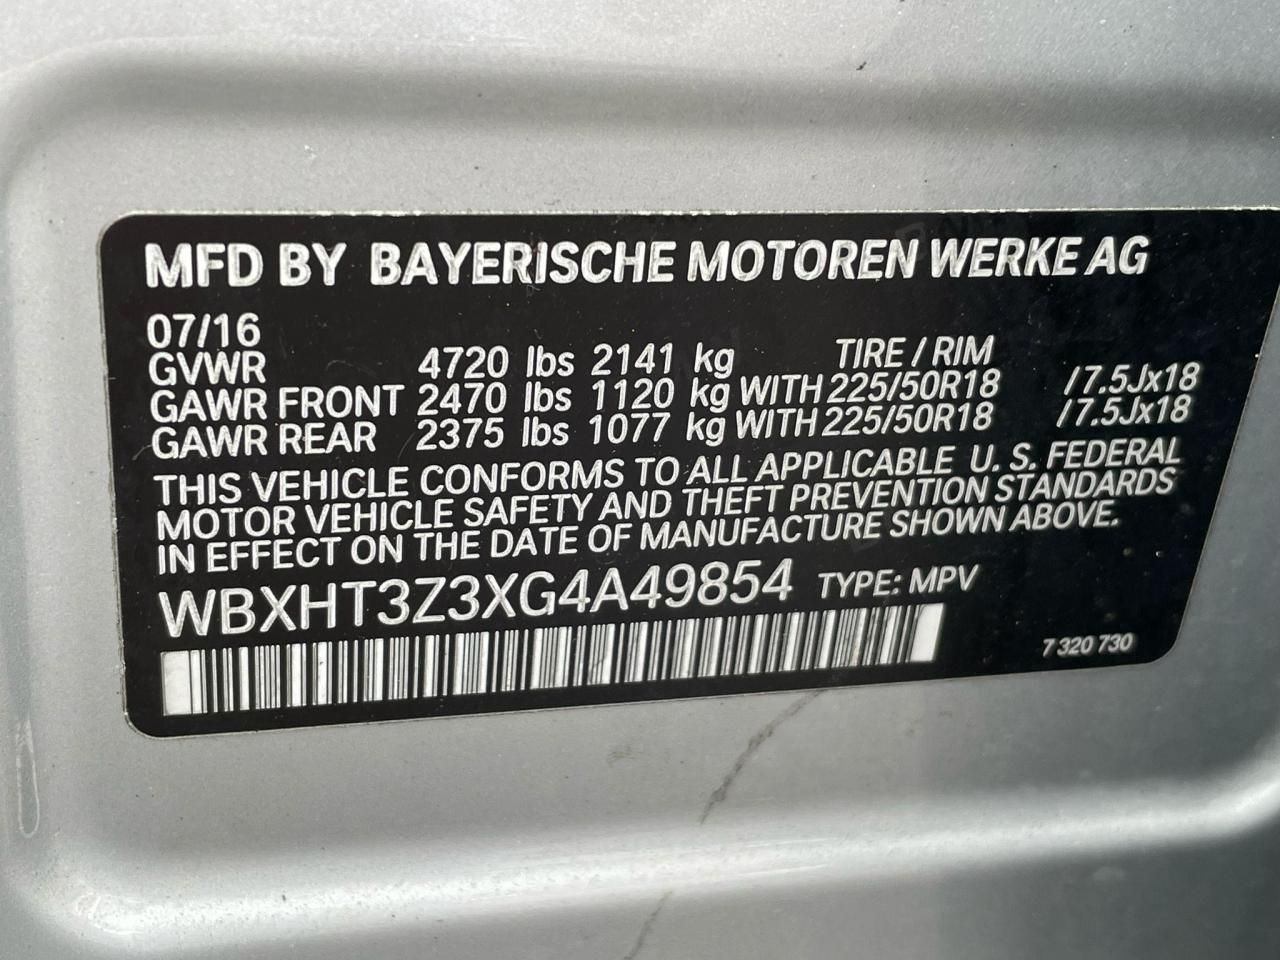 MFD BY BAYERISCHE MOTOREN WERKE AG
07/16
TIRE / RIM
GVWR 4720 lbs 2141 kg
GAWR FRONT 2470 lbs 1120 kg WITH 225/50R18 /7.5Jx18
GAWR REAR 2375 lbs 1077 kg WITH 225/50R18 /7.5Jx18
THIS VEHICLE CONFORMS TO ALL APPLICABLE U. S. FEDERAL
MOTOR VEHICLE SAFETY AND THEFT PREVENTION STANDARDS
IN EFFECT ON THE DATE OF MANUFACTURE SHOWN ABOVE.
WBXHT3Z3XG4A49854 TYPE: MPV
7 320 730